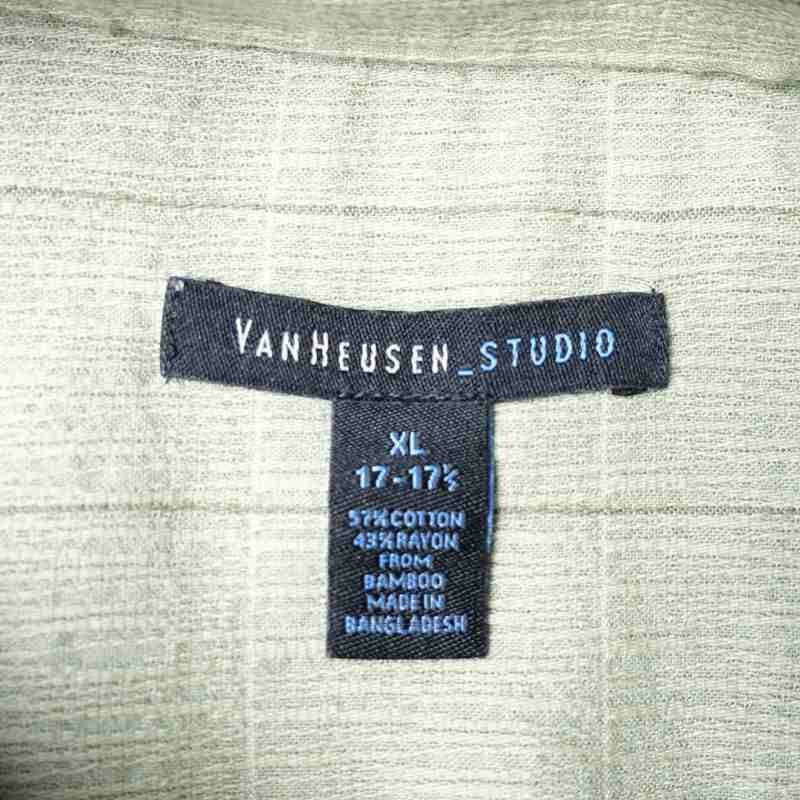 VANHEUSEN_STUDIO
XL
17-17½
57% COTTON
43% RAYON
FROM
BAMBOO
MADE IN
BANGLADESH